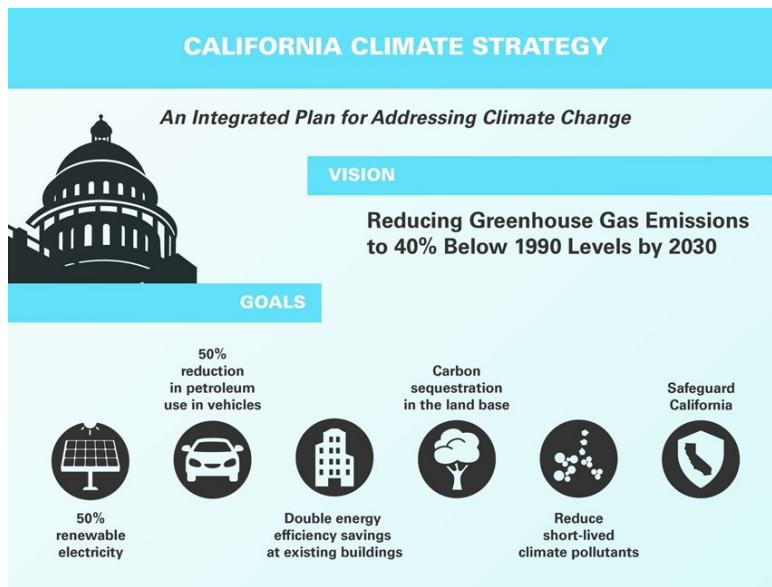 CALIFORNIA CLIMATE STRATEGY
An Integrated Plan for Addressing Climate Change
VISION
Reducing Greenhouse Gas Emissions
to 40% Below 1990 Levels by 2030
GOALS
50%
renewable
electricity
50%
reduction
in petroleum
use in vehicles
Double energy
efficiency savings
at existing buildings
Carbon
sequestration
in the land base
Reduce
short-lived
climate pollutants
Safeguard
California